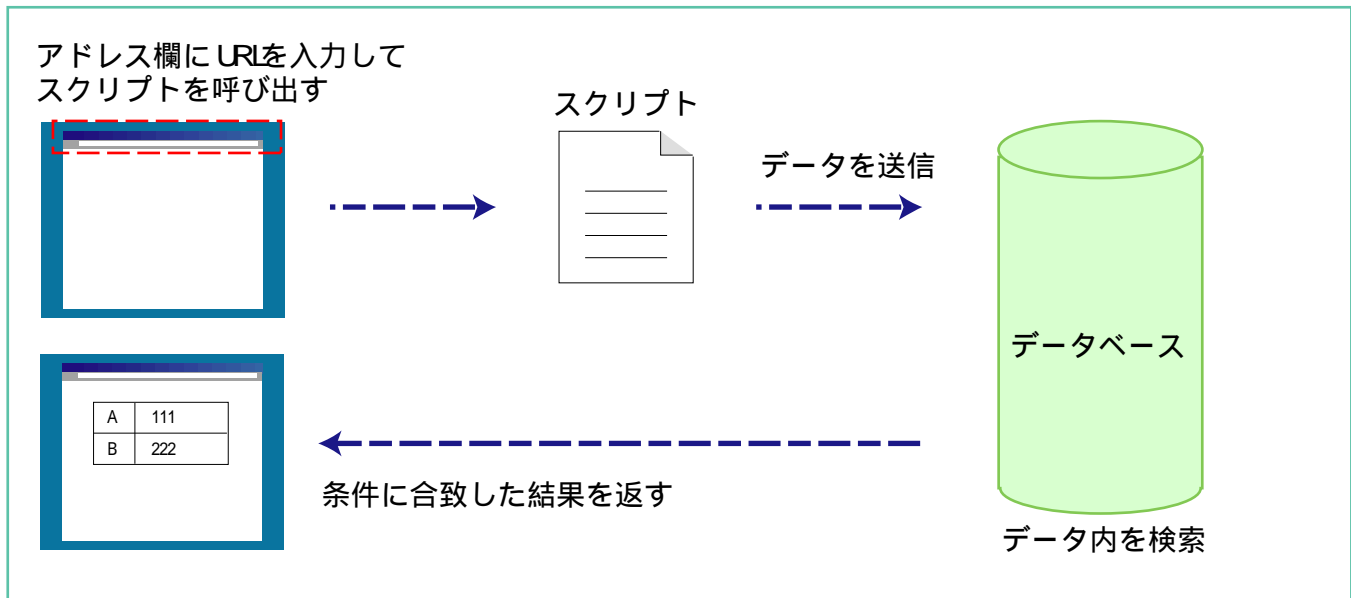 アドレス欄にURLを入力して
スクリプトを呼び出す
スクリプト
データを送信
データベース
データ内を検索
A 111
B 222
条件に合致した結果を返す